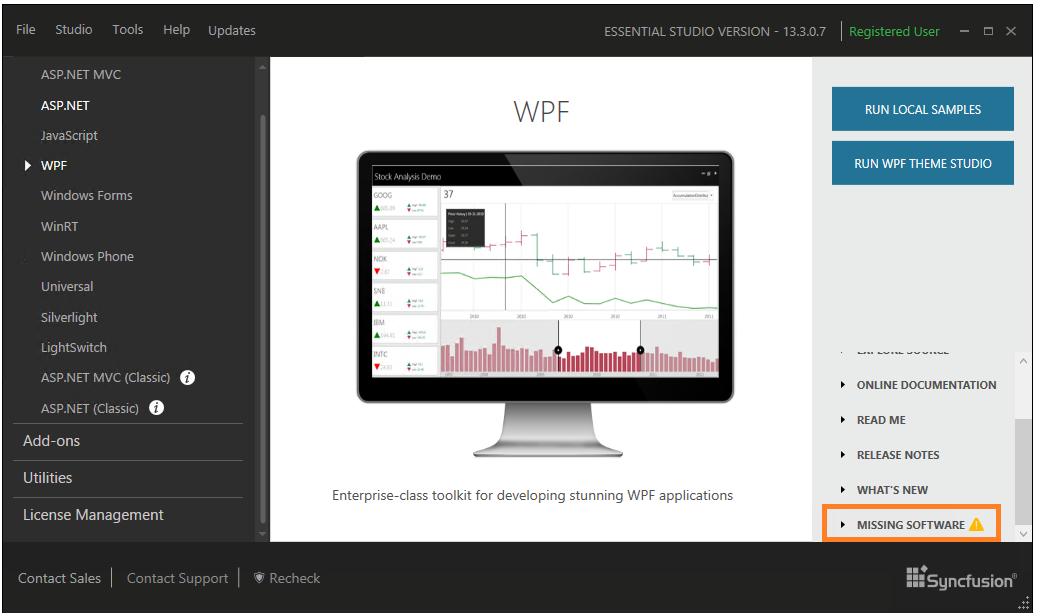 File Studio Tools Help Updates
ESSENTIAL STUDIO VERSION - 13.3.0.7
Registered User
ASP.NET MVC
ASP.NET
JavaScript
WPF
Windows Forms
WinRT
Windows Phone
Universal
Silverlight
LightSwitch
ASP.NET MVC (Classic)
ASP.NET (Classic)
Add-ons
Utilities
License Management
WPF
Stock Analysis Demo
GOOG
AAPL
NOK
SNE
IBM
INTC
37
Enterprise-class toolkit for developing stunning WPF applications
RUN LOCAL SAMPLES
RUN WPF THEME STUDIO
EXPLORE SOURCE
ONLINE DOCUMENTATION
READ ME
RELEASE NOTES
WHAT'S NEW
MISSING SOFTWARE
Contact Sales
Contact Support
Recheck
Syncfusion®